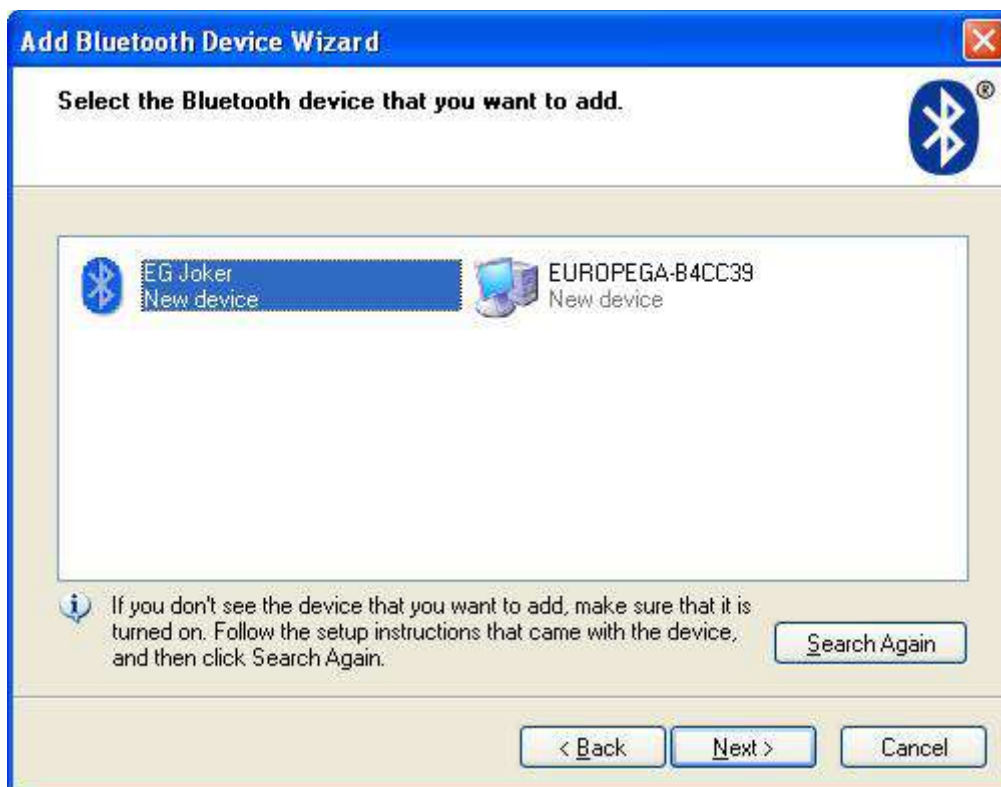 Add Bluetooth Device Wizard
Select the Bluetooth device that you want to add.
®
EG Joker
New device
EUROPEGA-B4CC39
New device
If you don't see the device that you want to add, make sure that it is
turned on. Follow the setup instructions that came with the device,
and then click Search Again.
Search Again
< Back
Next >
Cancel